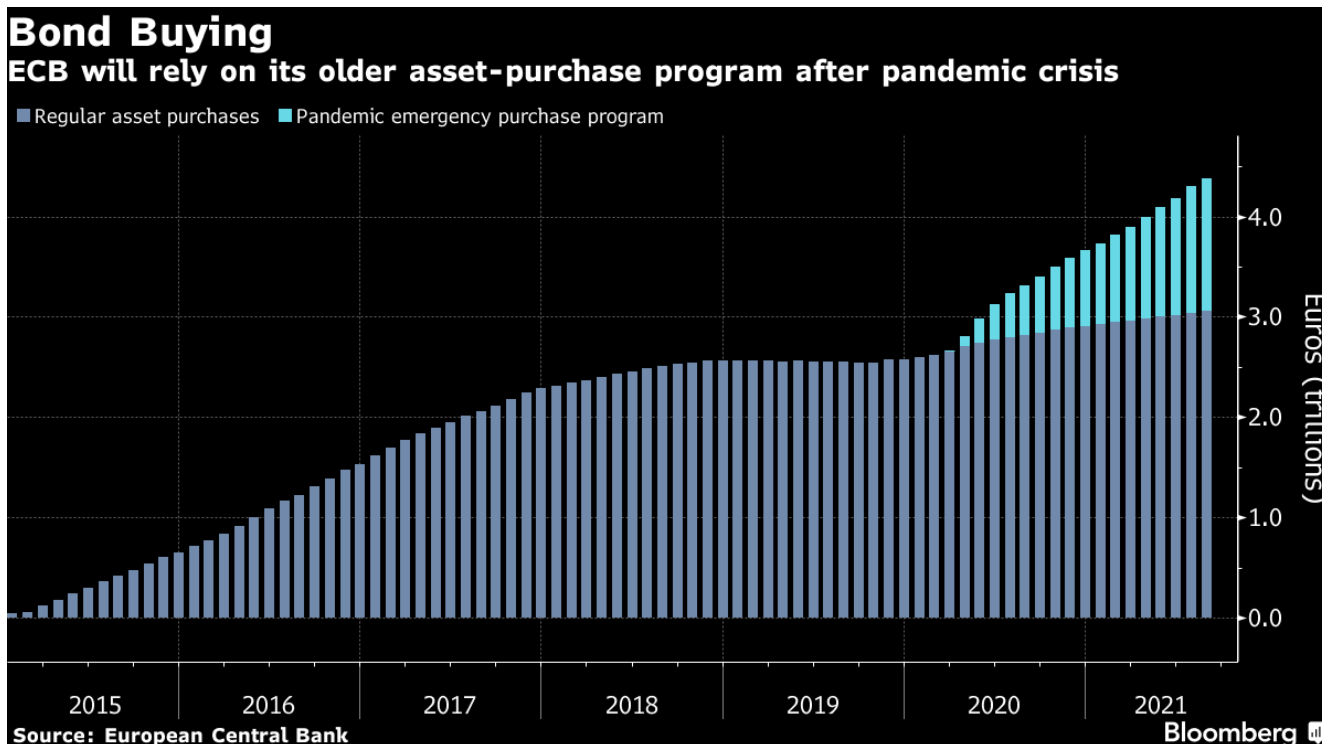 Bond Buying
ECB will rely on its older asset-purchase program after pandemic crisis
Regular asset purchases Pandemic emergency purchase program
4.0
3.0
2.0
1.0
0.0
Euros (trillions)
2015 2016 2017 2018 2019 2020 2021
Source: European Central Bank
Bloomberg